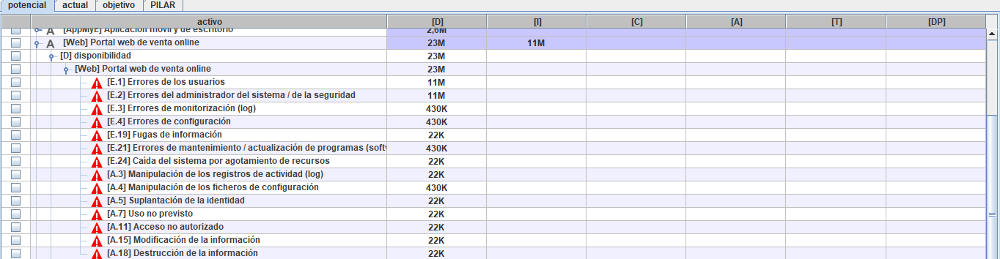 potencial actual objetivo PILAR
activo [D] [I] [C] [A] [T] [DP]
[AppMyE] Aplicación móvil y de escritorio 2,6M
[Web] Portal web de venta online 23M 11M
[D] disponibilidad 23M
[Web] Portal web de venta online 23M
[E.1] Errores de los usuarios 11M
[E.2] Errores del administrador del sistema / de la seguridad 11M
[E.3] Errores de monitorización (log) 430K
[E.4] Errores de configuración 430K
[E.19] Fugas de información 22K
[E.21] Errores de mantenimiento / actualización de programas (softw 430K
[E.24] Caída del sistema por agotamiento de recursos 22K
[A.3] Manipulación de los registros de actividad (log) 22K
[A.4] Manipulación de los ficheros de configuración 430K
[A.5] Suplantación de la identidad 22K
[A.7] Uso no previsto 22K
[A.11] Acceso no autorizado 22K
[A.15] Modificación de la información 22K
[A.18] Destrucción de la información 22K